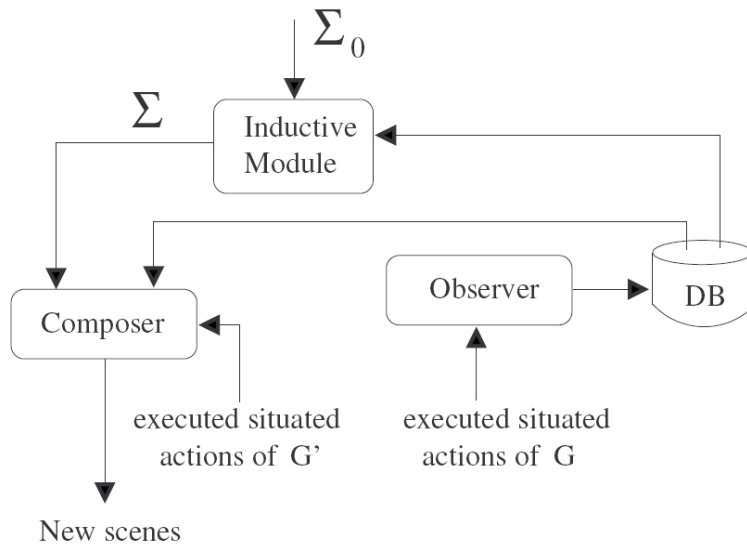 Σ₀
Σ
Inductive
Module
Observer
DB
Composer
executed situated
actions of G’
executed situated
actions of G
New scenes